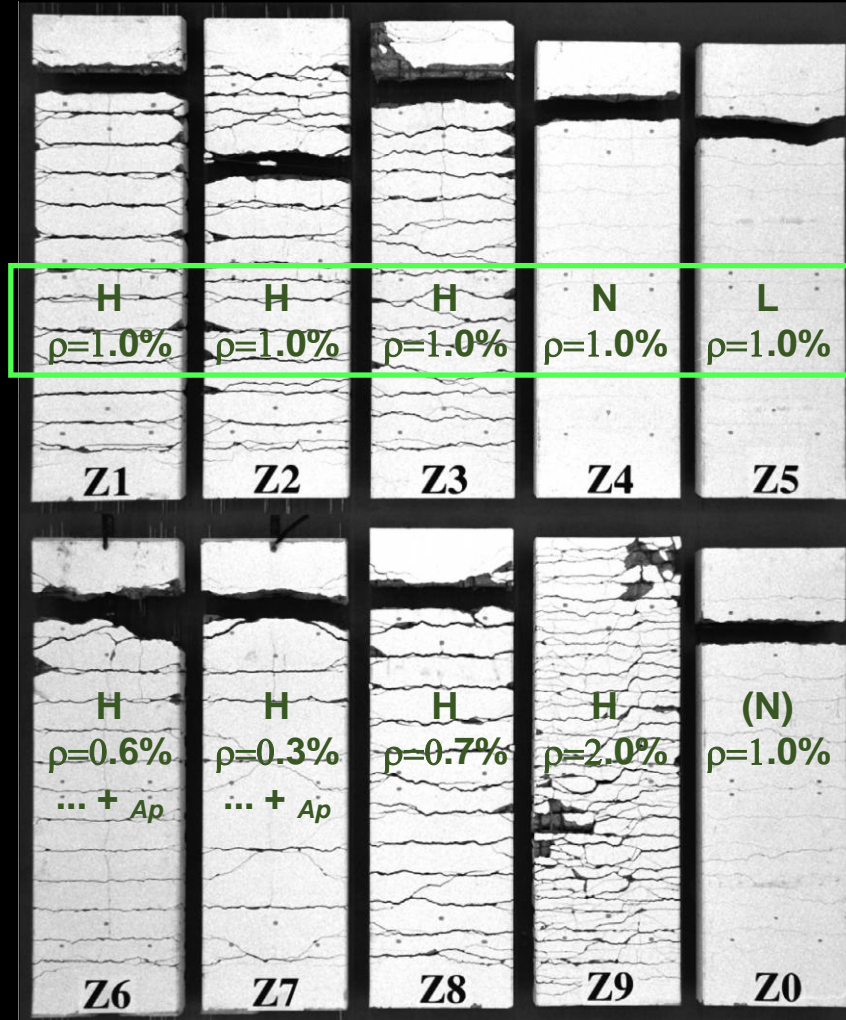 H H H N L
ρ=1.0% ρ=1.0% ρ=1.0% ρ=1.0% ρ=1.0%
Z1 Z2 Z3 Z4 Z5
H H H H (N)
ρ=0.6% ρ=0.3% ρ=0.7% ρ=2.0% ρ=1.0%
... + Ap ... + Ap
Z6 Z7 Z8 Z9 Z0